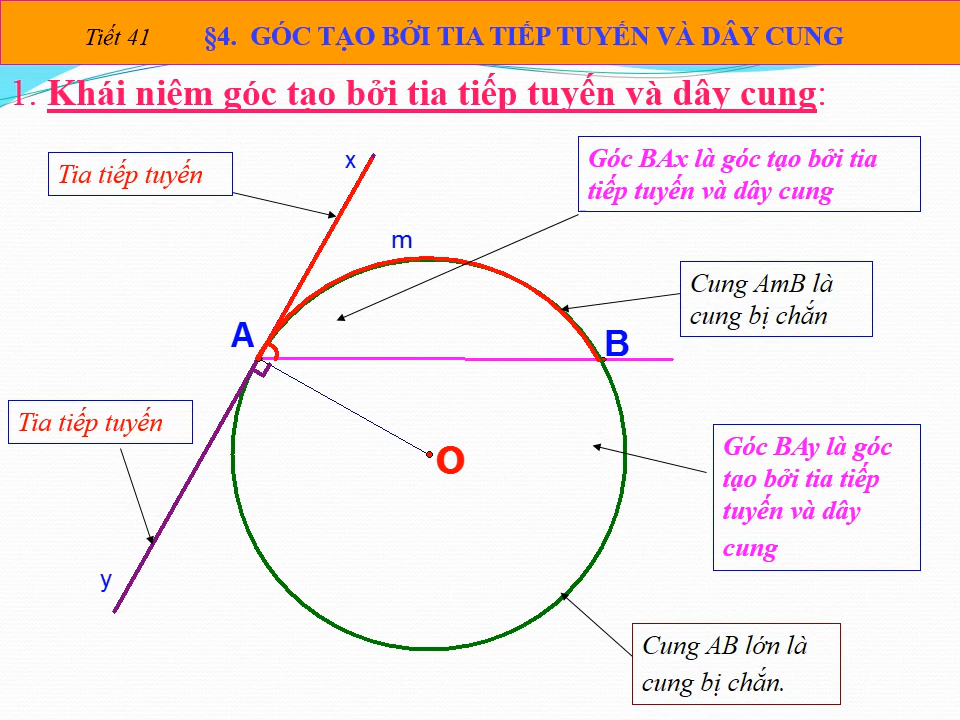 Tiết 41 §4. GÓC TẠO BỞI TIA TIẾP TUYẾN VÀ DÂY CUNG
1. Khái niệm góc tạo bởi tia tiếp tuyến và dây cung:
Tia tiếp tuyến
x
Góc BAx là góc tạo bởi tia
tiếp tuyến và dây cung
m
Cung AmB là
cung bị chắn
A
B
Tia tiếp tuyến
O
Góc BAy là góc
tạo bởi tia tiếp
tuyến và dây
cung
y
Cung AB lớn là
cung bị chắn.